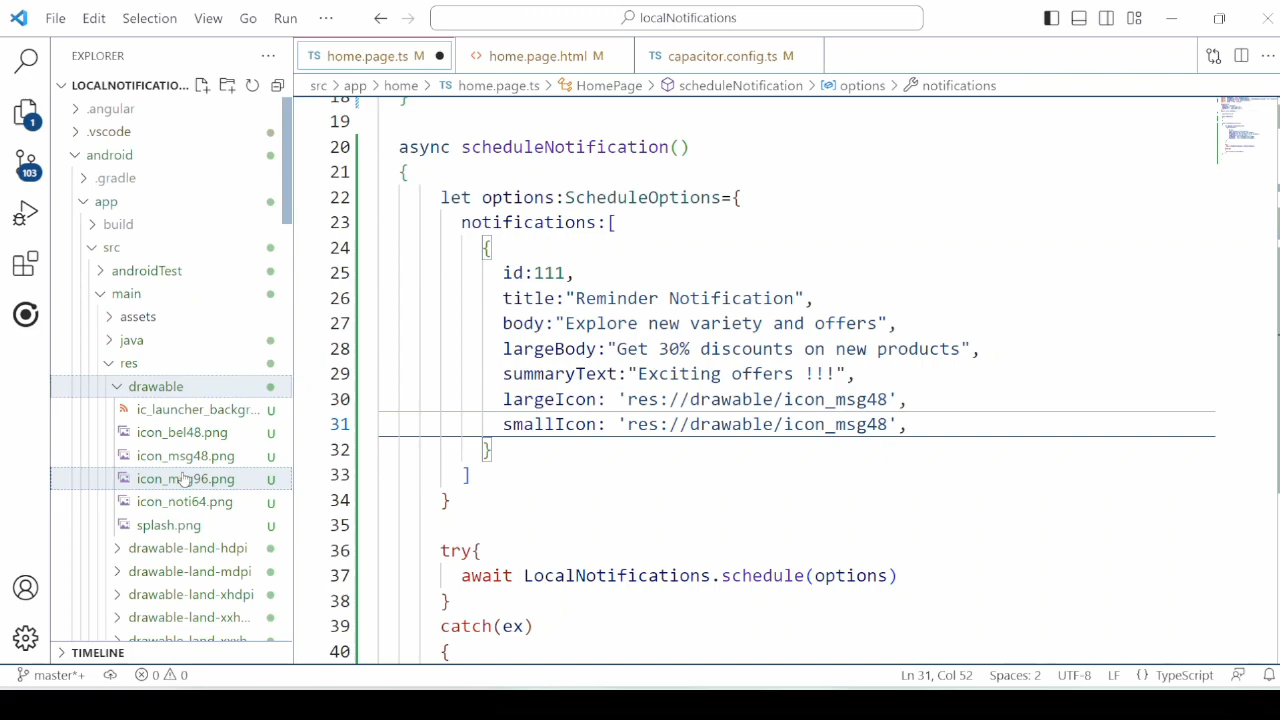 File Edit Selection View Go Run ··· localNotifications
EXPLORER ···
LOCALNOTIFICATIO...
.angular
.vscode
android
.gradle
app
build
src
androidTest
main
assets
java
res
drawable
ic_launcher_backgr... U
icon_bel48.png U
icon_msg48.png U
icon_msg96.png U
icon_noti64.png U
splash.png U
drawable-land-hdpi
drawable-land-mdpi
drawable-land-xhdpi
drawable-land-xxh...
drawable-land-xxxh...
TIMELINE
1
103
TS home.page.ts M ● <> home.page.html M TS capacitor.config.ts M ···
src > app > home > TS home.page.ts > HomePage > scheduleNotification > options > notifications
18 }
19
20 async scheduleNotification()
21 {
22 let options:ScheduleOptions={
23 notifications:[
24 {
25 id:111,
26 title:"Reminder Notification",
27 body:"Explore new variety and offers",
28 largeBody:"Get 30% discounts on new products",
29 summaryText:"Exciting offers !!!",
30 largeIcon: 'res://drawable/icon_msg48',
31 smallIcon: 'res://drawable/icon_msg48',
32 }
33 ]
34 }
35
36 try{
37 await LocalNotifications.schedule(options)
38 }
39 catch(ex)
40 {
master*+ 0 0 Ln 31, Col 52 Spaces: 2 UTF-8 LF {} TypeScript